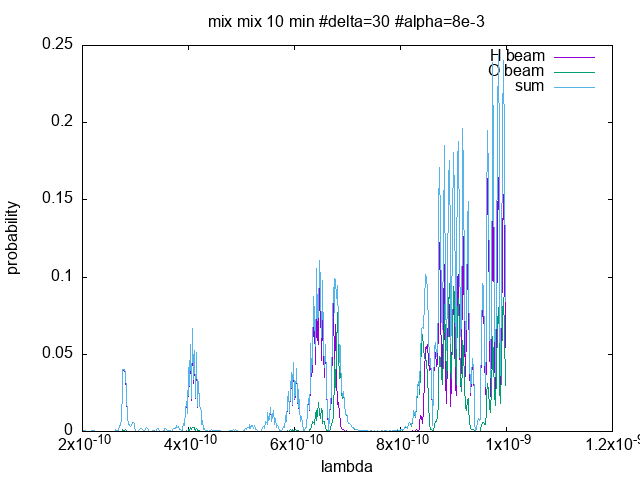 mix mix 10 min #delta=30 #alpha=8e-3
0.25
0.2
0.15
0.1
0.05
0
2x10^-10 4x10^-10 6x10^-10 8x10^-10 1x10^-9 1.2x10^-9
probability
lambda
H beam
O beam
sum